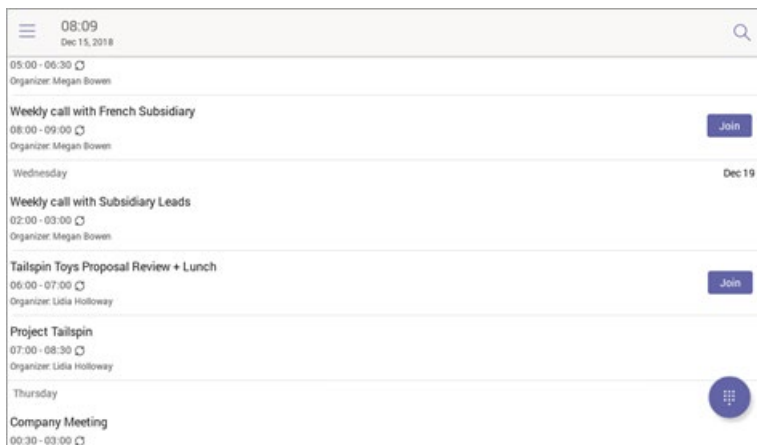 08:09
Dec 15, 2018
05:00 - 06:30
Organizer: Megan Bowen
Weekly call with French Subsidiary
08:00 - 09:00
Join
Organizer: Megan Bowen
Wednesday
Dec 19
Weekly call with Subsidiary Leads
02:00 - 03:00
Organizer: Megan Bowen
Tailspin Toys Proposal Review + Lunch
06:00 - 07:00
Join
Organizer: Lidia Holloway
Project Tailspin
07:00 - 08:30
Organizer: Lidia Holloway
Thursday
Company Meeting
00:30 - 03:00